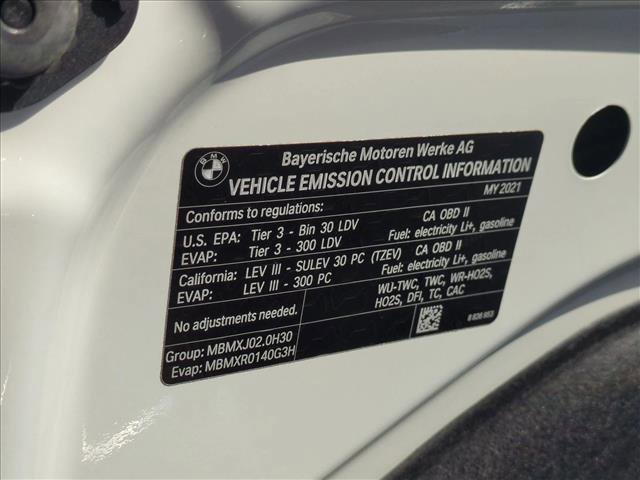 BMW
Bayerische Motoren Werke AG
VEHICLE EMISSION CONTROL INFORMATION
MY 2021
Conforms to regulations:
U.S. EPA: Tier 3 - Bin 30 LDV CA OBD II
EVAP: Tier 3 - 300 LDV Fuel: electricity Li+, gasoline
California: LEV III - SULEV 30 PC (TZEV) CA OBD II
EVAP: LEV III - 300 PC Fuel: electricity Li+, gasoline
No adjustments needed. WU-TWC, TWC, WR-HO2S,
HO2S, DFI, TC, CAC
Group: MBMXJ02.0H30
Evap: MBMXR0140G3H
8 836 953